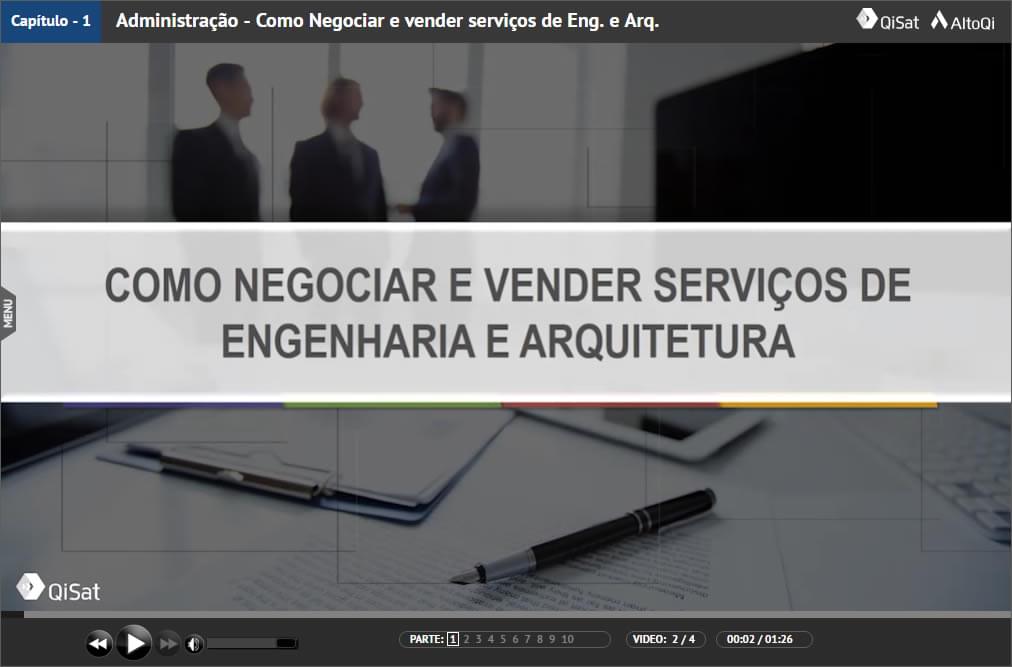 Capítulo - 1
Administração - Como Negociar e vender serviços de Eng. e Arq.
QiSat
AltoQi
COMO NEGOCIAR E VENDER SERVIÇOS DE
ENGENHARIA E ARQUITETURA
MENU
QiSat
PARTE: 1 2 3 4 5 6 7 8 9 10
VIDEO: 2 / 4
00:02 / 01:26